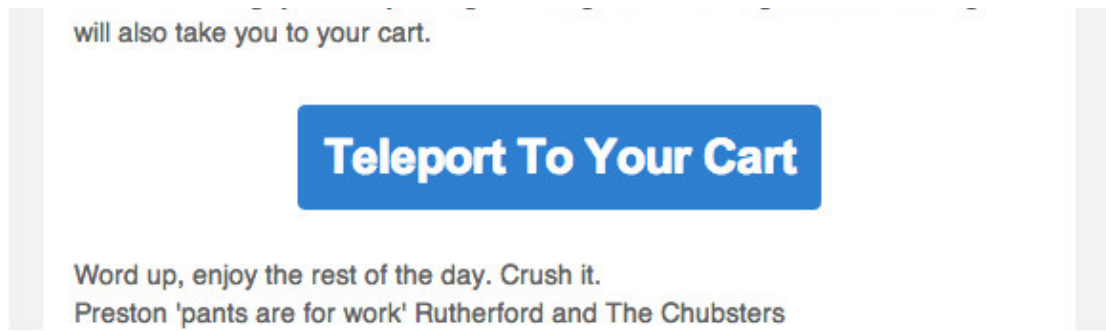 will also take you to your cart.
Teleport To Your Cart
Word up, enjoy the rest of the day. Crush it.
Preston 'pants are for work' Rutherford and The Chubsters